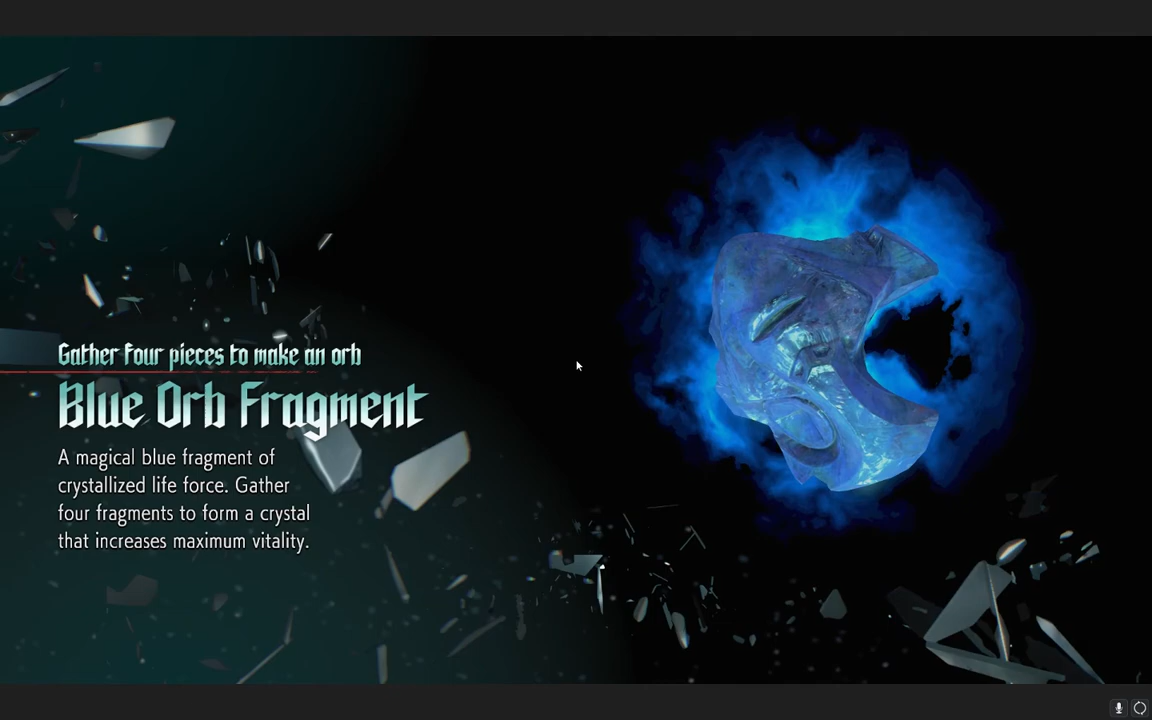 Gather four pieces to make an orb
Blue Orb Fragment
A magical blue fragment of
crystallized life force. Gather
four fragments to form a crystal
that increases maximum vitality.